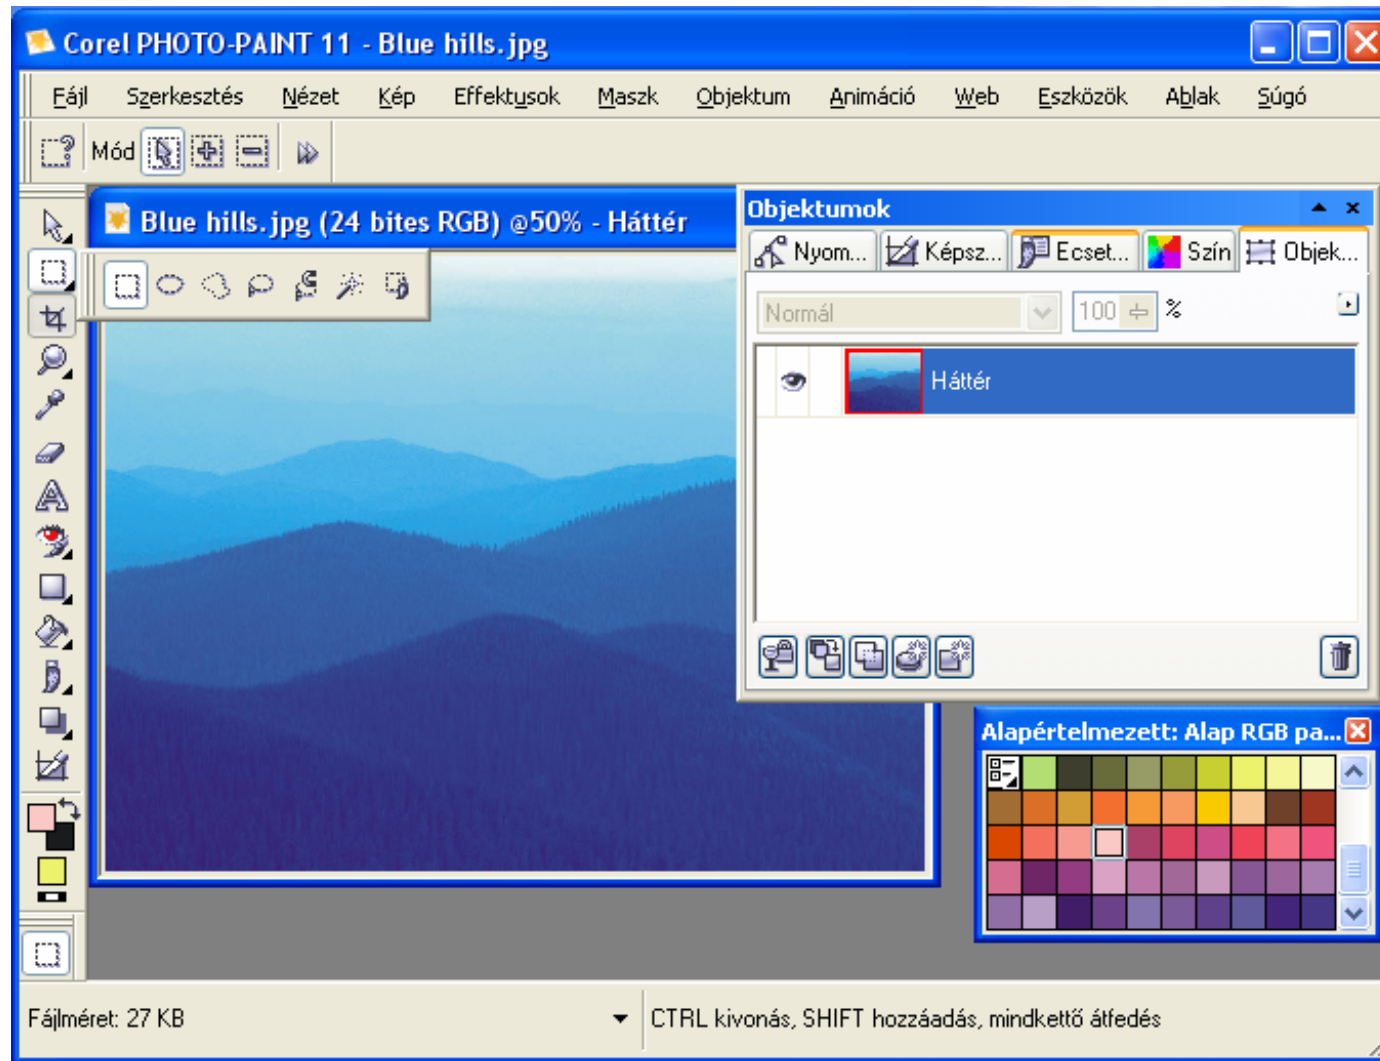 Corel PHOTO-PAINT 11 - Blue hills.jpg
Fájl Szerkesztés Nézet Kép Effektusok Maszk Objektum Animáció Web Eszközök Ablak Súgó
Mód
Blue hills.jpg (24 bites RGB) @50% - Háttér
Objektumok
Nyom... Képsz... Ecset... Szín Objek...
Normál 100 %
Háttér
Alapértelmezett: Alap RGB pa...
Fájlméret: 27 KB
CTRL kivonás, SHIFT hozzáadás, mindkettő átfedés